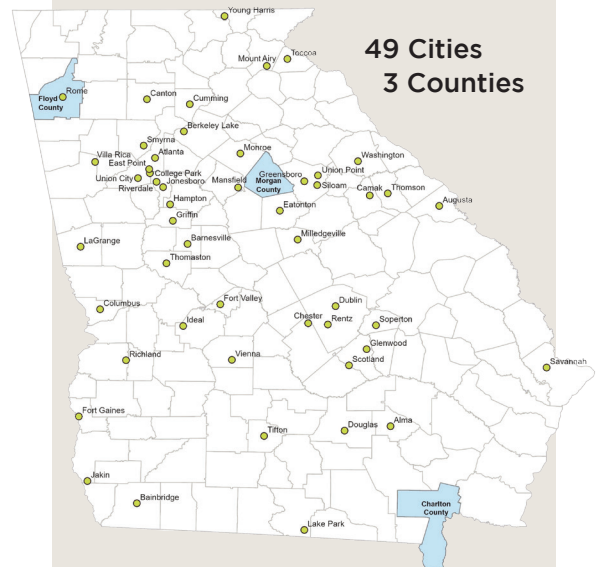 49 Cities
3 Counties
Young Harris
Toccoa
Mount Airy
Rome
Floyd
County
Canton
Cumming
Berkeley Lake
Smyrna
Atlanta
Villa Rica
East Point
College Park
Union City
Jonesboro
Riverdale
Monroe
Mansfield
Morgan
County
Greensboro
Union Point
Siloam
Washington
Camak
Thomson
Augusta
Hampton
Griffin
Eatonton
LaGrange
Barnesville
Milledgeville
Thomaston
Columbus
Fort Valley
Ideal
Dublin
Chester
Rentz
Soperton
Glenwood
Scotland
Richland
Vienna
Savannah
Fort Gaines
Tifton
Douglas
Alma
Jakin
Bainbridge
Lake Park
Charlton
County